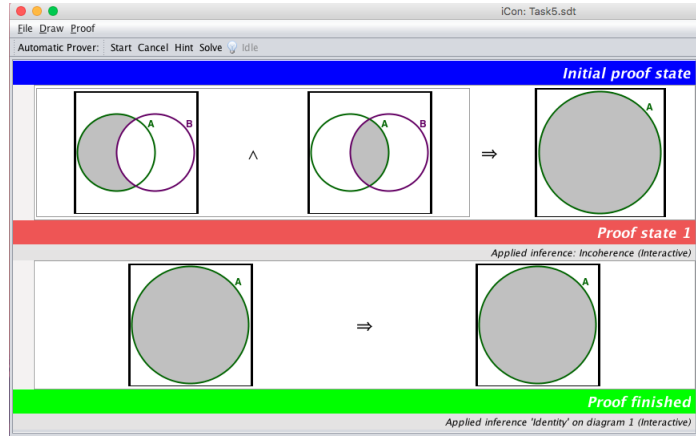 iCon: Task5.sdt
File Draw Proof
Automatic Prover: Start Cancel Hint Solve Idle
Initial proof state
A B ∧ A B ⇒ A
Proof state 1
Applied inference: Incoherence (Interactive)
A ⇒ A
Proof finished
Applied inference 'Identity' on diagram 1 (Interactive)